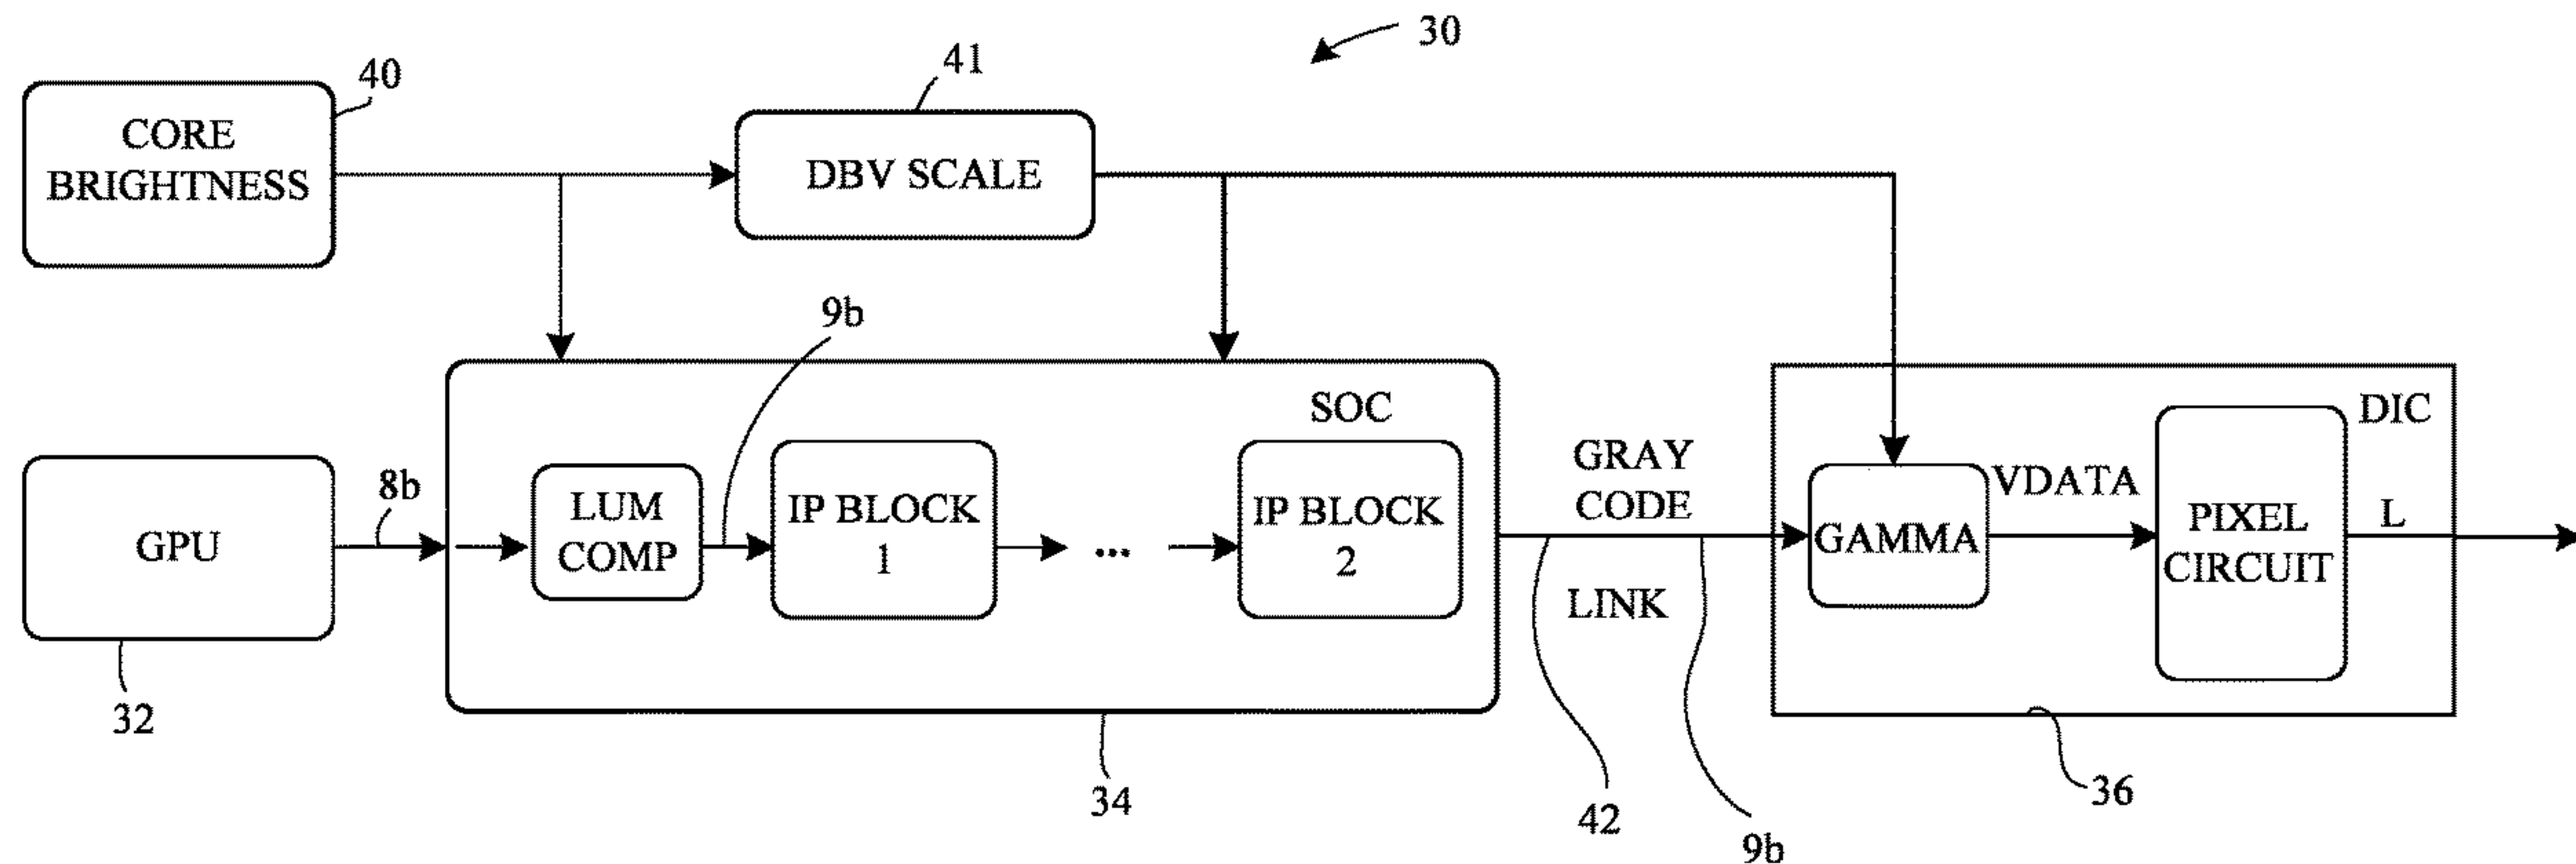 30
40
41
CORE
BRIGHTNESS
DBV SCALE
9b
SOC
DIC
GPU
8b
LUM
COMP
IP BLOCK
1
...
IP BLOCK
2
GRAY
CODE
LINK
GAMMA
VDATA
PIXEL
CIRCUIT
L
32
34
42
9b
36